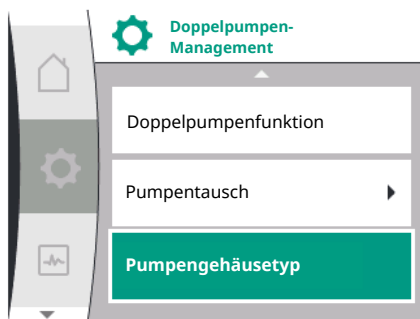 Doppelpumpen-
Management
Doppelpumpenfunktion
Pumpentausch
Pumpengehäusetyp